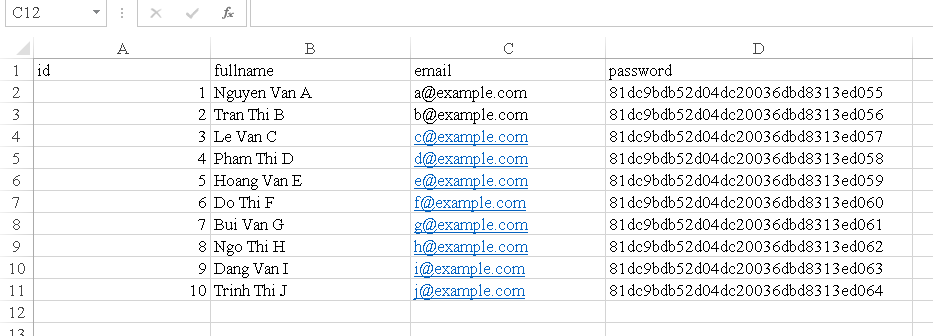 C12 fx
A B C D
1 id fullname email password
2 1 Nguyen Van A a@example.com 81dc9bdb52d04dc20036dbd8313ed055
3 2 Tran Thi B b@example.com 81dc9bdb52d04dc20036dbd8313ed056
4 3 Le Van C c@example.com 81dc9bdb52d04dc20036dbd8313ed057
5 4 Pham Thi D d@example.com 81dc9bdb52d04dc20036dbd8313ed058
6 5 Hoang Van E e@example.com 81dc9bdb52d04dc20036dbd8313ed059
7 6 Do Thi F f@example.com 81dc9bdb52d04dc20036dbd8313ed060
8 7 Bui Van G g@example.com 81dc9bdb52d04dc20036dbd8313ed061
9 8 Ngo Thi H h@example.com 81dc9bdb52d04dc20036dbd8313ed062
10 9 Dang Van I i@example.com 81dc9bdb52d04dc20036dbd8313ed063
11 10 Trinh Thi J j@example.com 81dc9bdb52d04dc20036dbd8313ed064
12
13